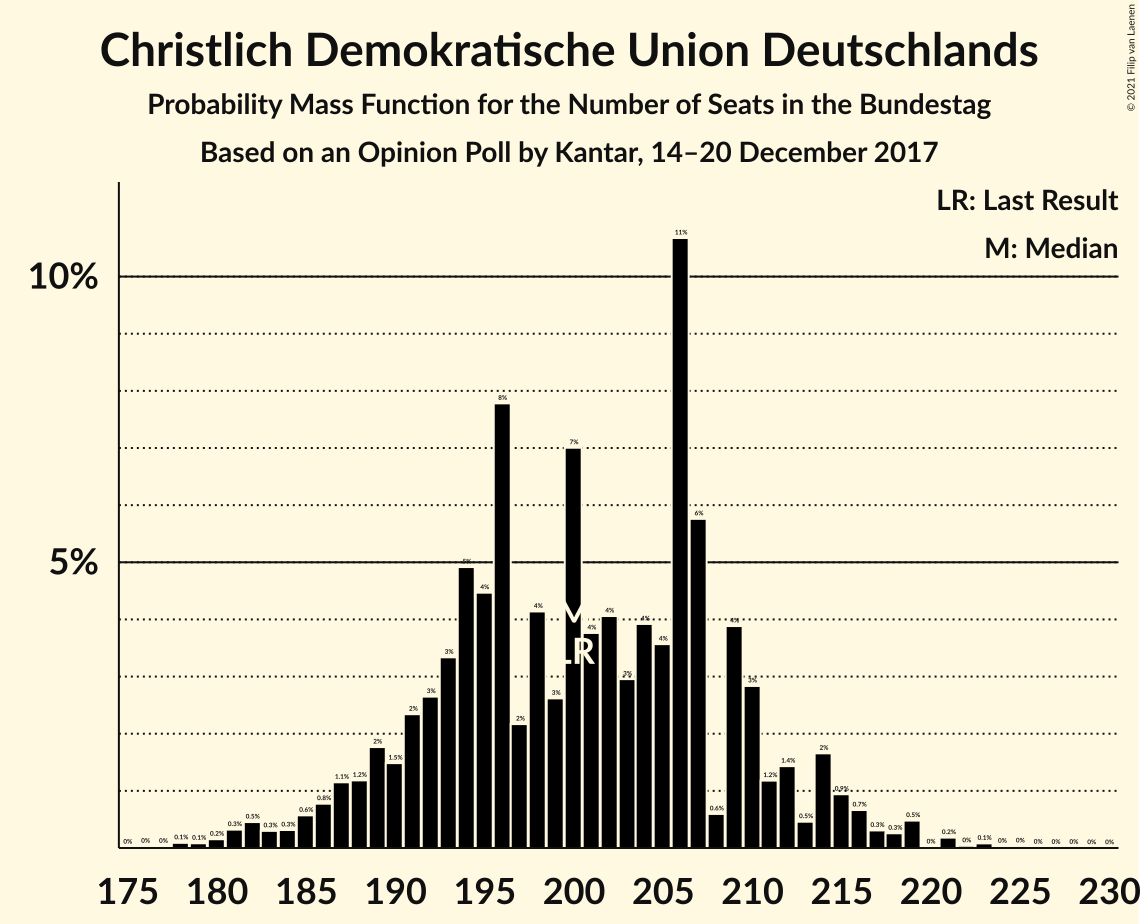 Christlich Demokratische Union Deutschlands
Probability Mass Function for the Number of Seats in the Bundestag
Based on an Opinion Poll by Kantar, 14–20 December 2017
© 2021 Filip van Laenen
LR: Last Result
M: Median
10%
5%
0% 0% 0% 0.1% 0.1% 0.2% 0.3% 0.5% 0.3% 0.3% 0.6% 0.8% 1.1% 1.2% 2% 1.5% 2% 3% 3% 5% 4% 8% 2% 4% 3% 7% 4% 4% 3% 4% 4% 11% 6% 0.6% 4% 3% 1.2% 1.4% 0.5% 2% 0.9% 0.7% 0.3% 0.3% 0.5% 0% 0.2% 0% 0.1% 0% 0% 0% 0% 0% 0% 0%
M
LR
175 180 185 190 195 200 205 210 215 220 225 230